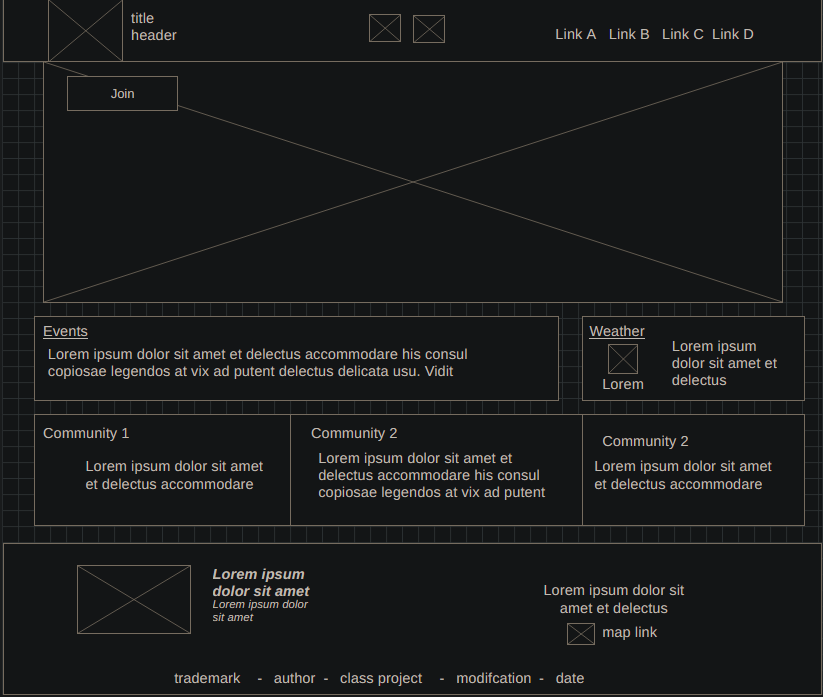 title
header
Link A Link B Link C Link D
Join
Events
Lorem ipsum dolor sit amet et delectus accommodare his consul
copiosae legendos at vix ad putent delectus delicata usu. Vidit
Weather
Lorem
Lorem ipsum
dolor sit amet et
delectus
Community 1
Lorem ipsum dolor sit amet
et delectus accommodare
Community 2
Lorem ipsum dolor sit amet et
delectus accommodare his consul
copiosae legendos at vix ad putent
Community 2
Lorem ipsum dolor sit amet
et delectus accommodare
Lorem ipsum
dolor sit amet
Lorem ipsum dolor
sit amet
Lorem ipsum dolor sit
amet et delectus
map link
trademark - author - class project - modifcation - date